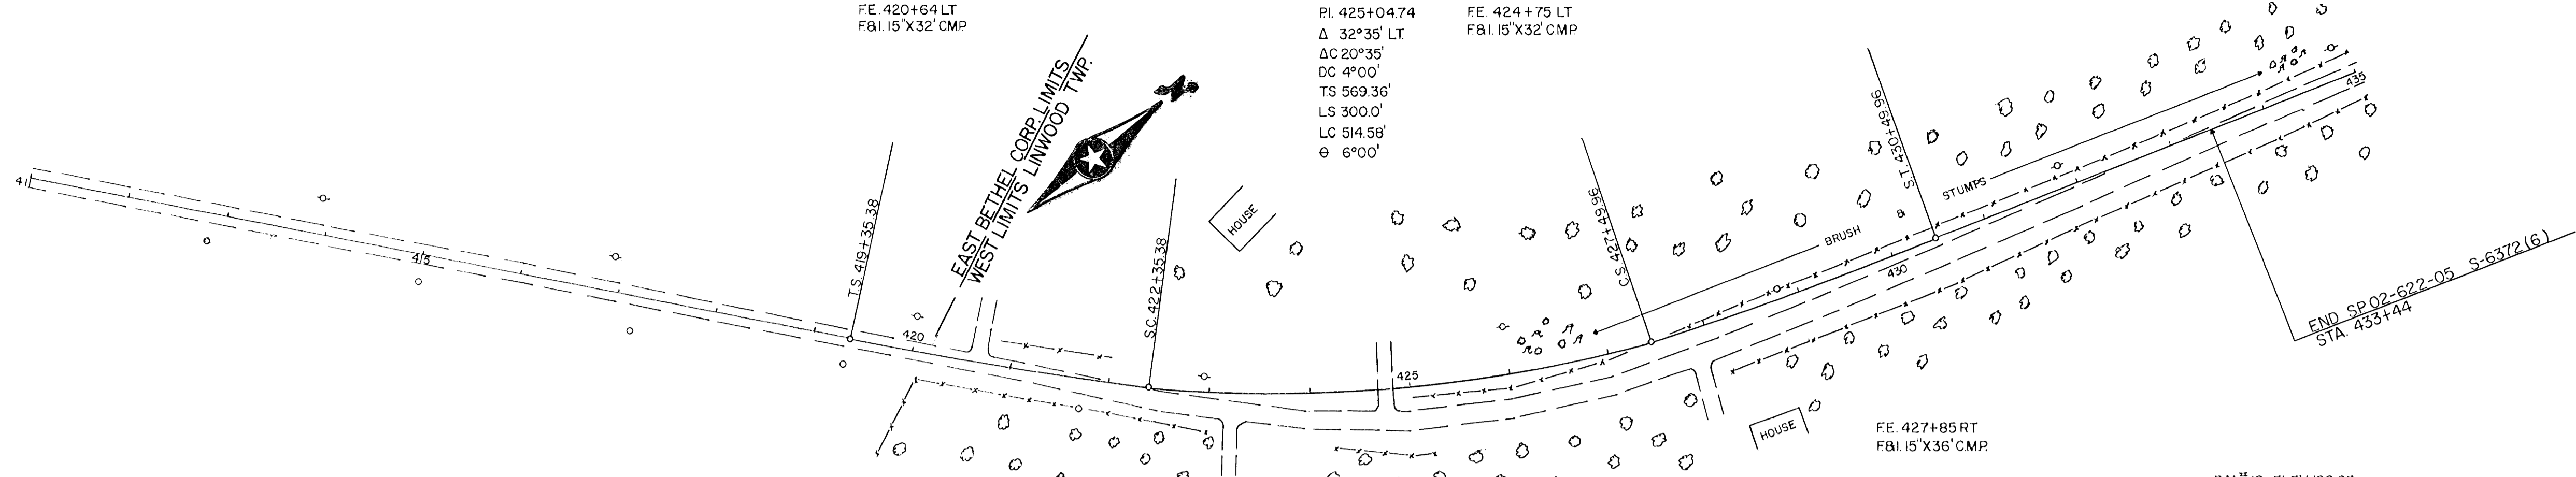 F.E. 420+64 LT
F.&I. 15"X32' C.M.P.
P.I. 425+04.74
Δ 32°35' LT.
ΔC 20°35'
DC 4°00'
T.S 569.36'
LS 300.0'
LC 514.58'
θ 6°00'
F.E. 424+75 LT
F.&I. 15"X32' C.M.P.
EAST BETHEL CORP. LIMITS
WEST LIMITS LINWOOD TWP.
T.S. 419+35.38
S.C. 422+35.38
HOUSE
C.S. 427+49.96
S.T. 430+49.96
BRUSH & STUMPS
41
415
420
425
430
435
HOUSE
F.E. 427+85 RT
F.&I. 15"X36' C.M.P.
END S.P. 02-622-05 S-6372(6)
STA. 433+44